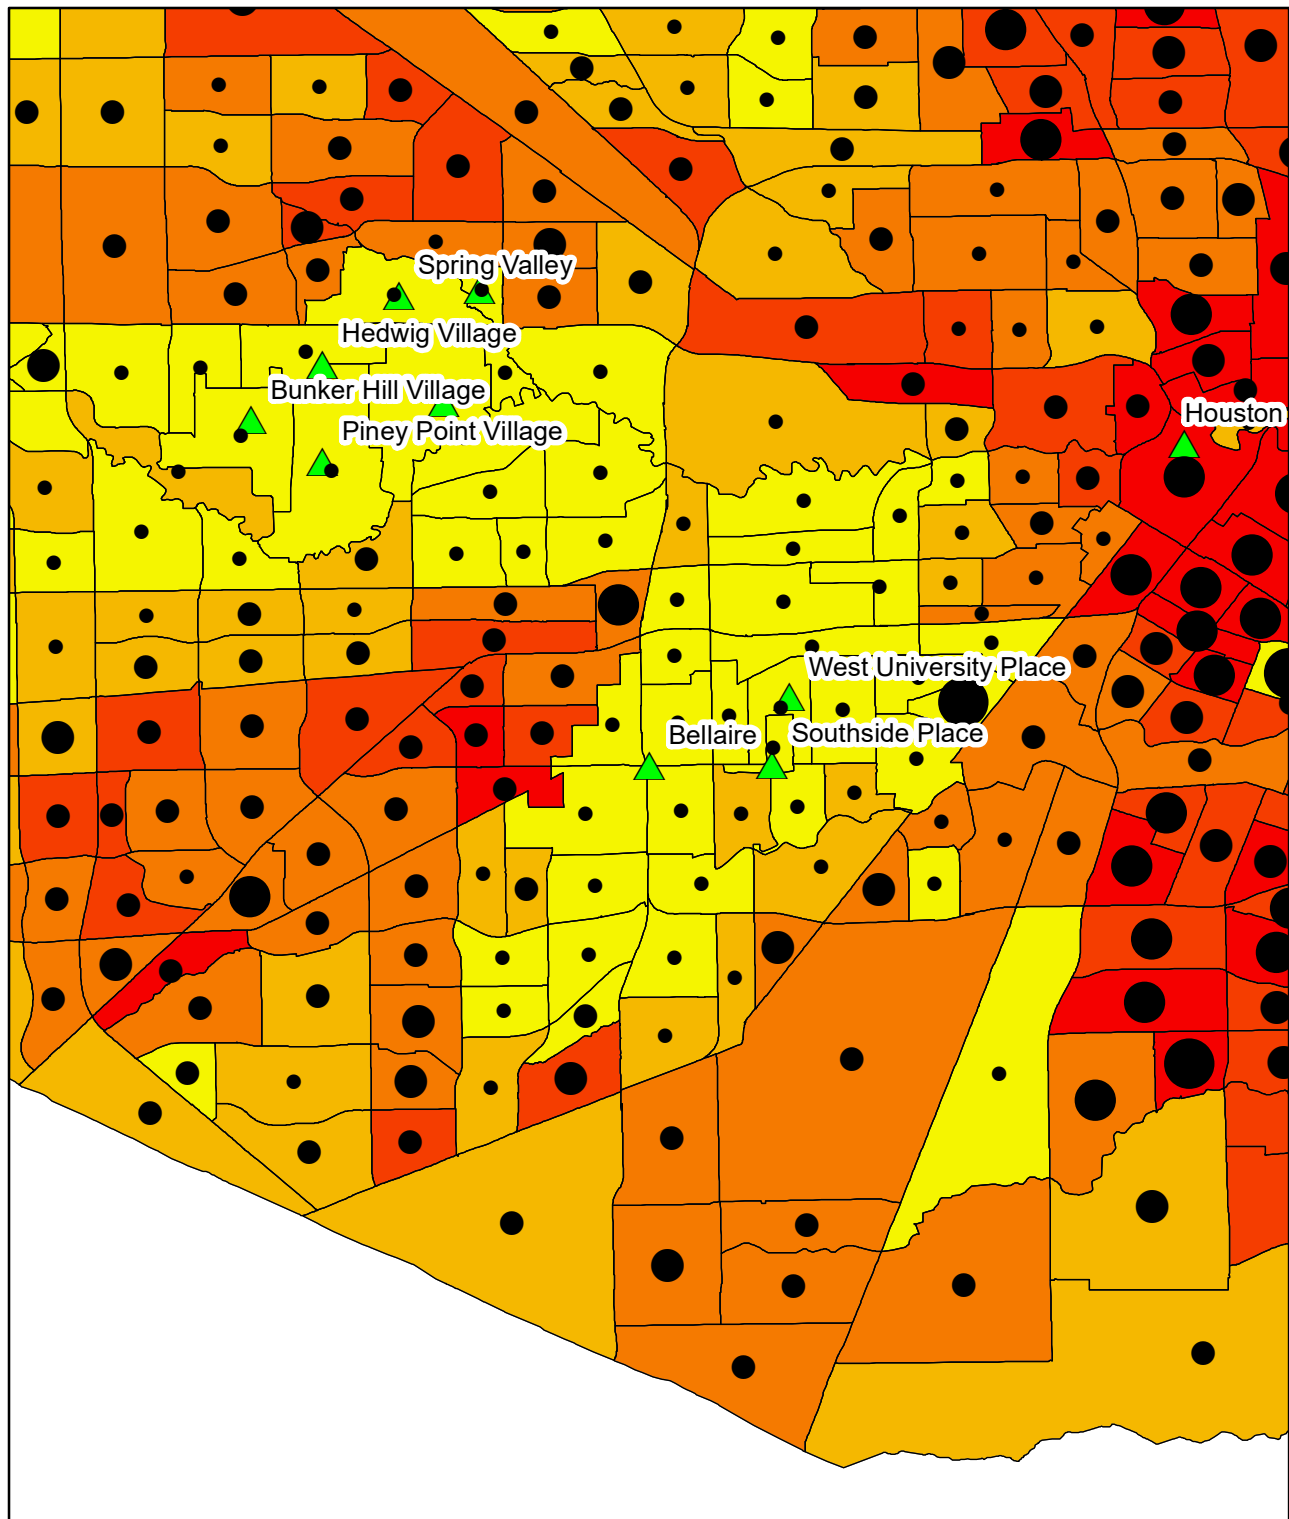 Spring Valley
Hedwig Village
Bunker Hill Village
Piney Point Village
Houston
West University Place
Bellaire
Southside Place